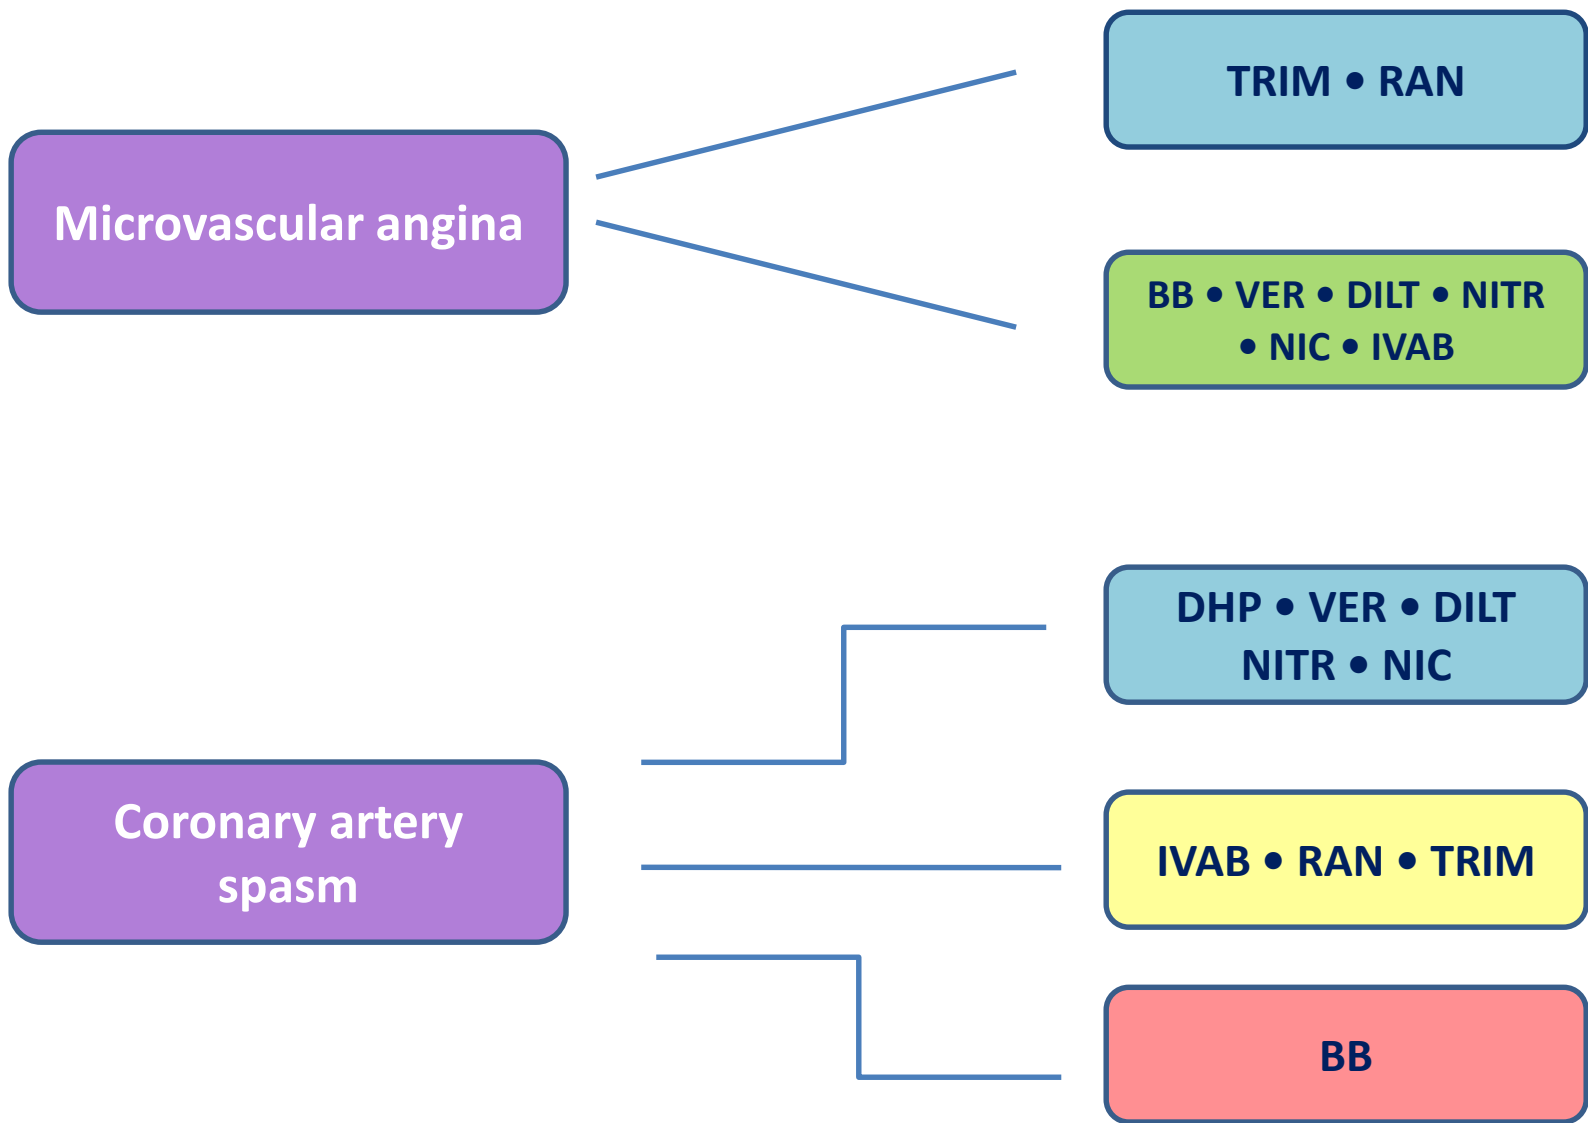 Microvascular angina
TRIM • RAN
BB • VER • DILT • NITR
• NIC • IVAB
Coronary artery
spasm
DHP • VER • DILT
NITR • NIC
IVAB • RAN • TRIM
BB